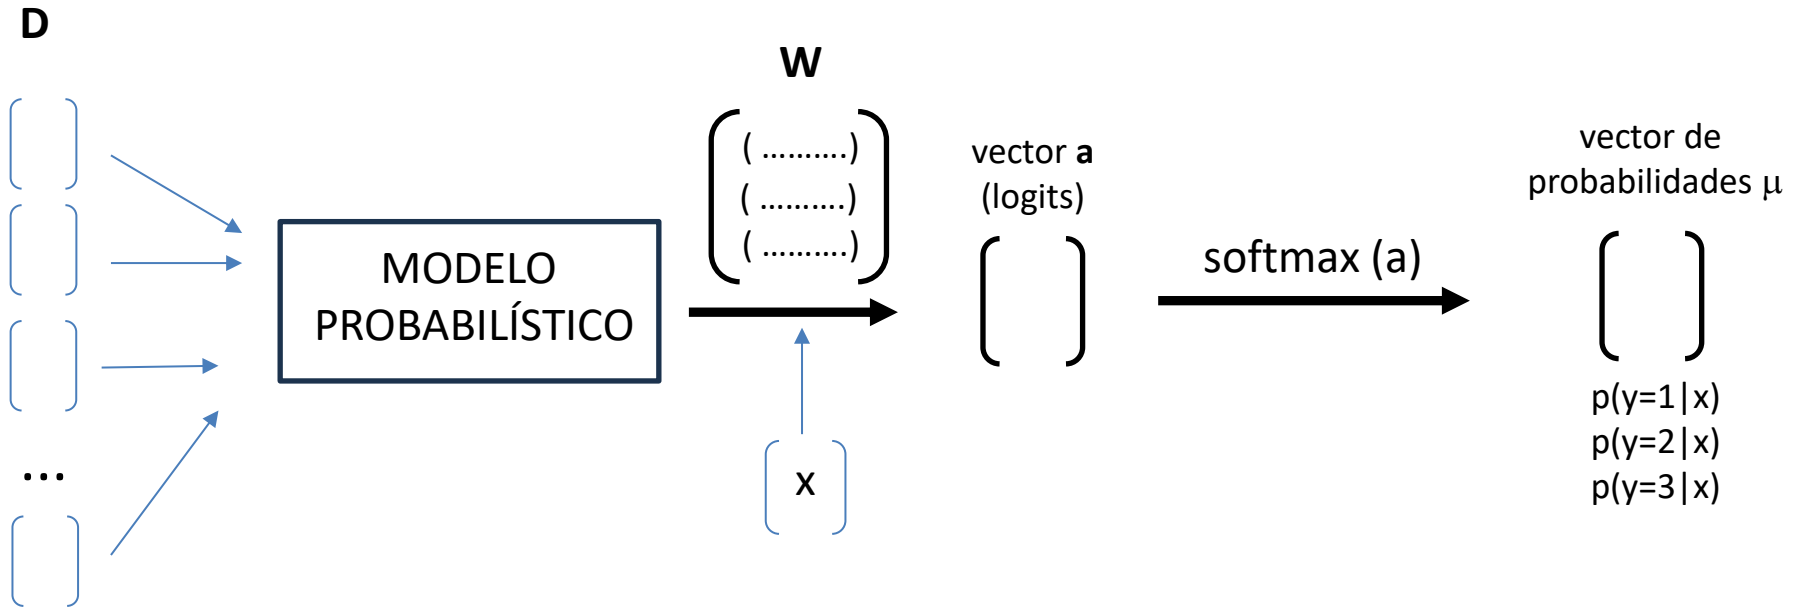 D
W
( ..........)
( ..........)
( ..........)
MODELO
PROBABILÍSTICO
x
vector a
(logits)
softmax (a)
vector de
probabilidades μ
p(y=1|x)
p(y=2|x)
p(y=3|x)
...